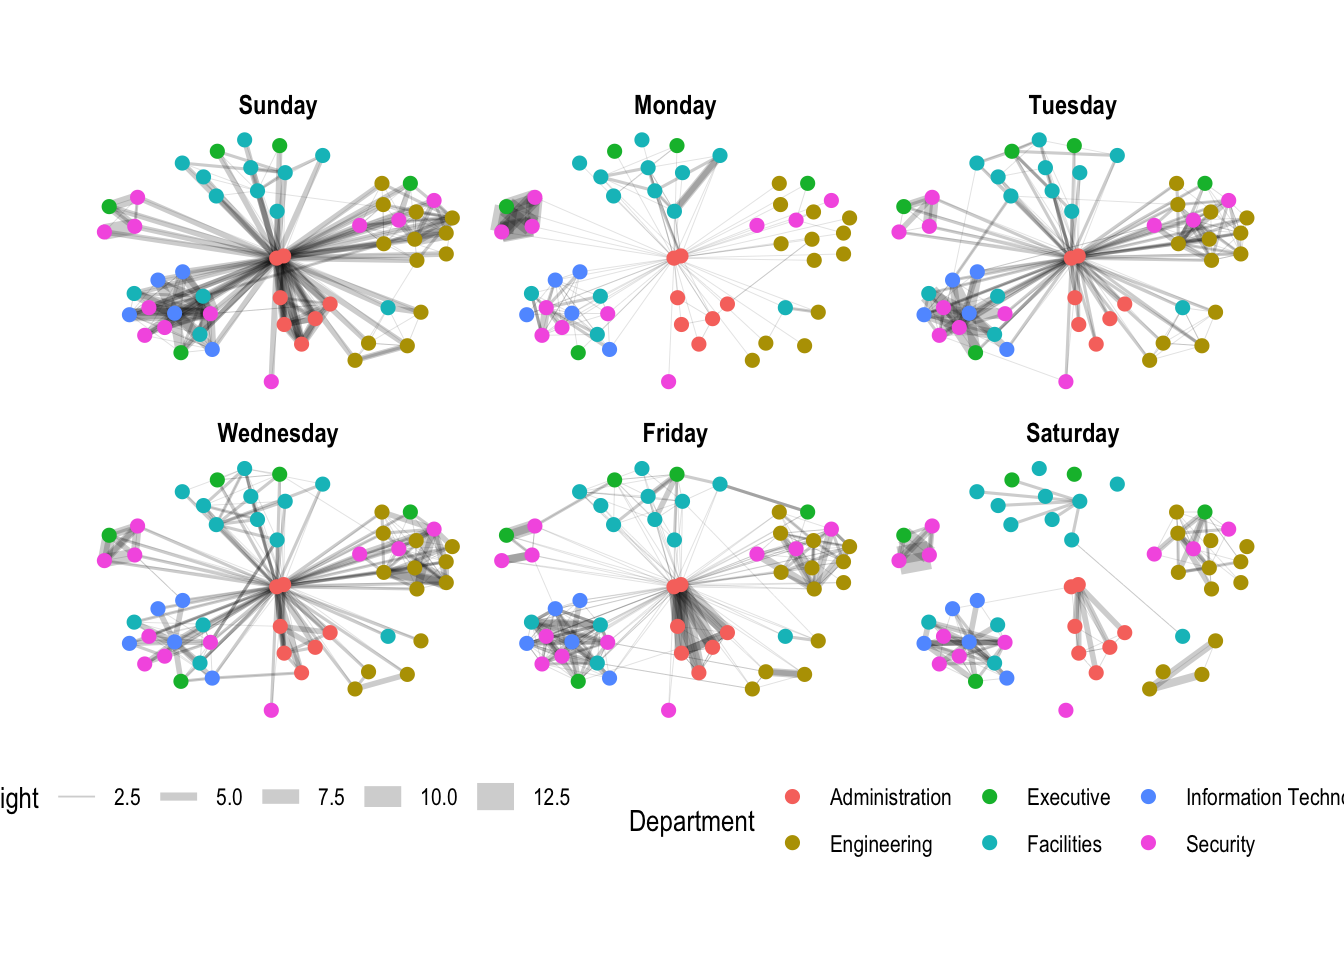 Sunday
Monday
Tuesday
Wednesday
Friday
Saturday
ight
2.5
5.0
7.5
10.0
12.5
Department
Administration
Executive
Information Techn
Engineering
Facilities
Security